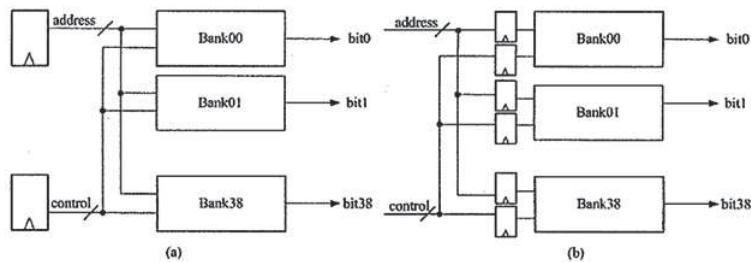 address
Bank00
bit0
Bank01
bit1
control
Bank38
bit38
(a)
address
Bank00
bit0
Bank01
bit1
control
Bank38
bit38
(b)